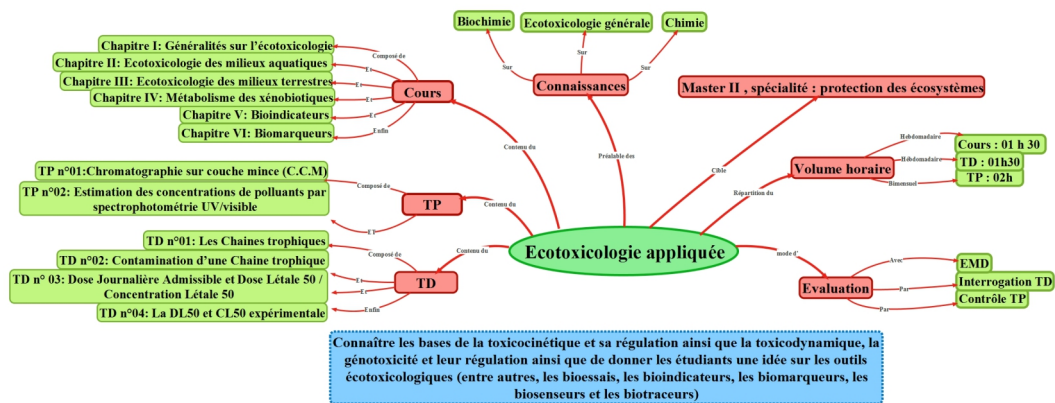 Biochimie
Ecotoxicologie générale
Chimie
Sur
Sur
Sur
Connaissances
Préalable des
Chapitre I: Généralités sur l'écotoxicologie
Chapitre II: Ecotoxicologie des milieux aquatiques
Chapitre III: Ecotoxicologie des milieux terrestres
Chapitre IV: Métabolisme des xénobiotiques
Chapitre V: Bioindicateurs
Chapitre VI: Biomarqueurs
Composé de
Et
Et
Et
Et
Enfin
Cours
Contenu du
Master II , spécialité : protection des écosystèmes
Cible
Volume horaire
Répartition du
Hebdomadaire
Hebdomadaire
Bimensuel
Cours : 01 h 30
TD : 01h30
TP : 02h
TP n°01:Chromatographie sur couche mince (C.C.M)
TP n°02: Estimation des concentrations de polluants par
spectrophotométrie UV/visible
Composé de
ET
TP
Contenu du
Ecotoxicologie appliquée
TD n°01: Les Chaines trophiques
TD n°02: Contamination d'une Chaine trophique
TD n° 03: Dose Journalière Admissible et Dose Létale 50 /
Concentration Létale 50
TD n°04: La DL50 et CL50 expérimentale
Composé de
Et
Et
Enfin
TD
Contenu du
mode d'
Evaluation
Avec
Par
Par
EMD
Interrogation TD
Contrôle TP
Connaître les bases de la toxicocinétique et sa régulation ainsi que la toxicodynamique, la
génotoxicité et leur régulation ainsi que de donner les étudiants une idée sur les outils
écotoxicologiques (entre autres, les bioessais, les bioindicateurs, les biomarqueurs, les
biosenseurs et les biotraceurs)